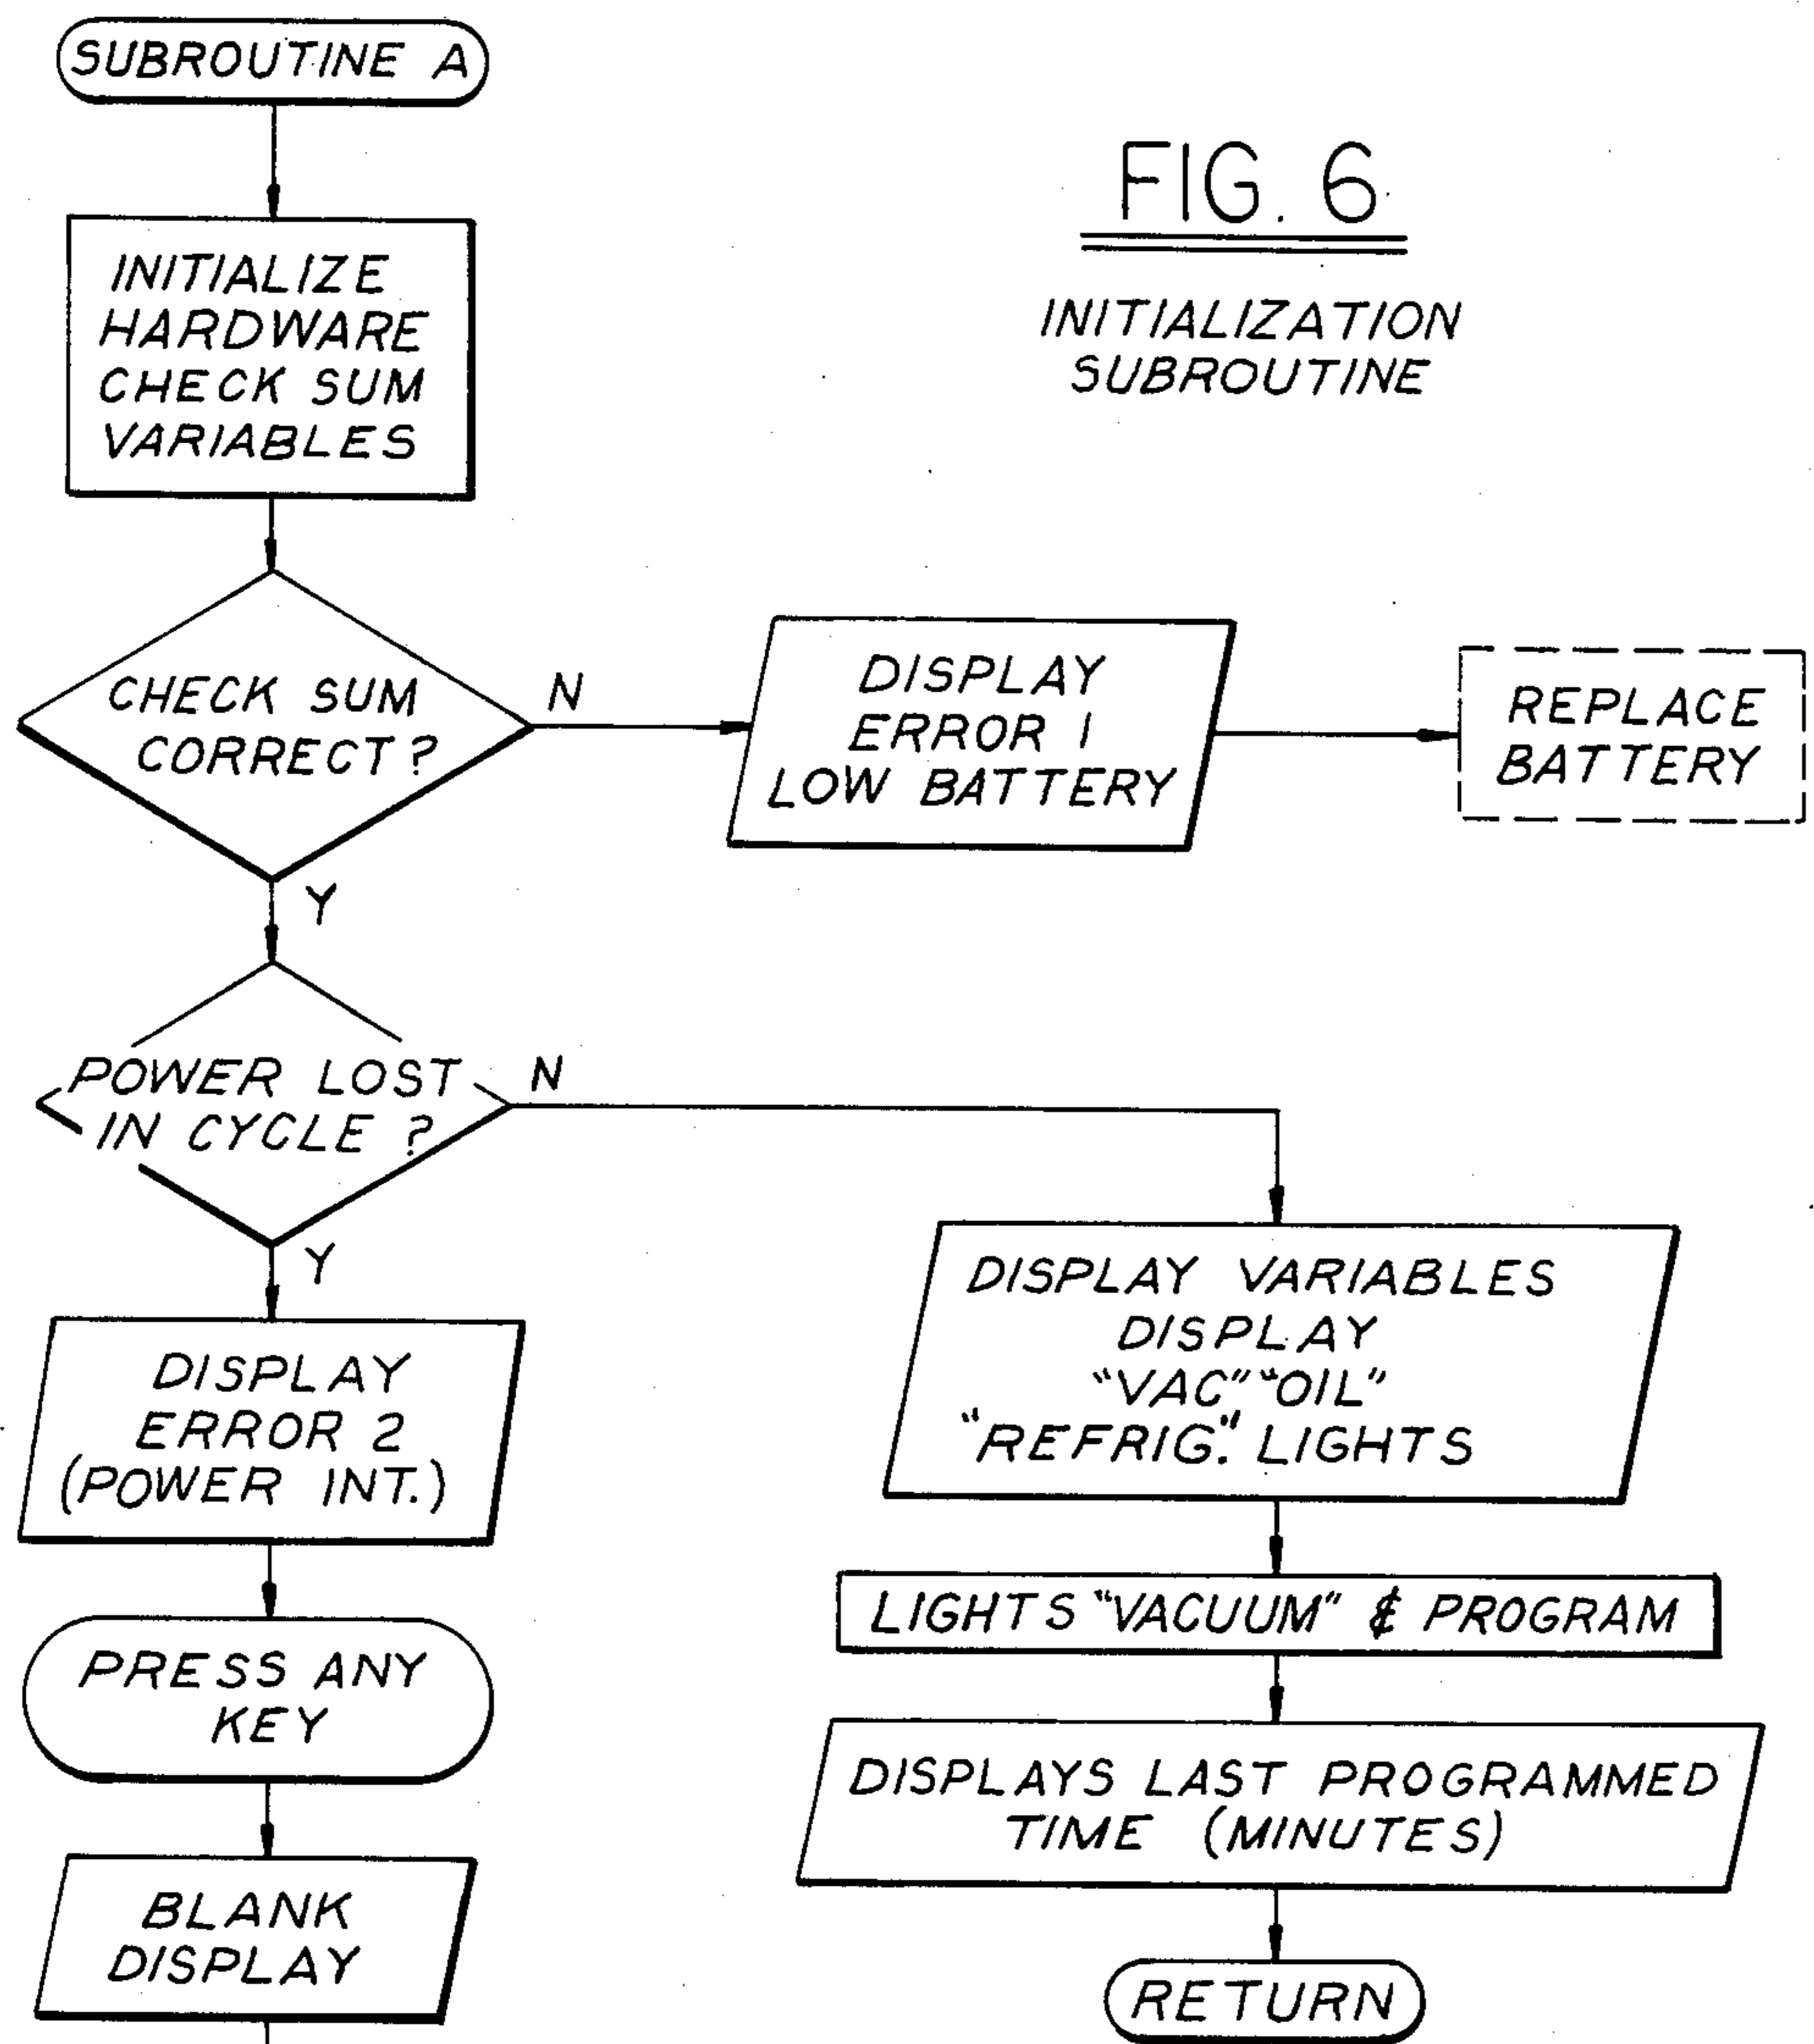 SUBROUTINE A
FIG. 6
INITIALIZATION
SUBROUTINE
INITIALIZE
HARDWARE
CHECK SUM
VARIABLES
CHECK SUM
CORRECT?
N
DISPLAY
ERROR 1
LOW BATTERY
REPLACE
BATTERY
Y
POWER LOST
IN CYCLE ?
N
Y
DISPLAY
ERROR 2
(POWER INT.)
PRESS ANY
KEY
BLANK
DISPLAY
DISPLAY VARIABLES
DISPLAY
"VAC" "OIL"
"REFRIG." LIGHTS
LIGHTS "VACUUM" & PROGRAM
DISPLAYS LAST PROGRAMMED
TIME (MINUTES)
RETURN